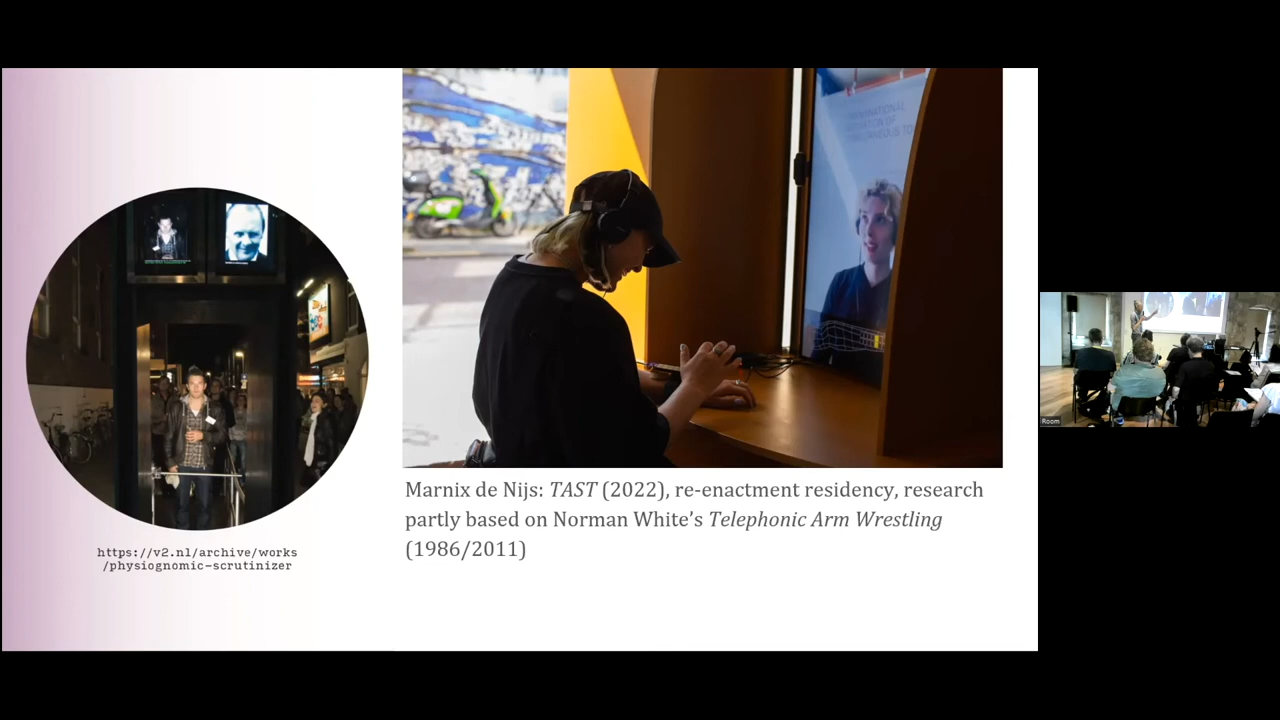 https://v2.nl/archive/works
/physiognomic-scrutinizer
Marnix de Nijs: TAST (2022), re-enactment residency, research
partly based on Norman White's Telephonic Arm Wrestling
(1986/2011)
Room